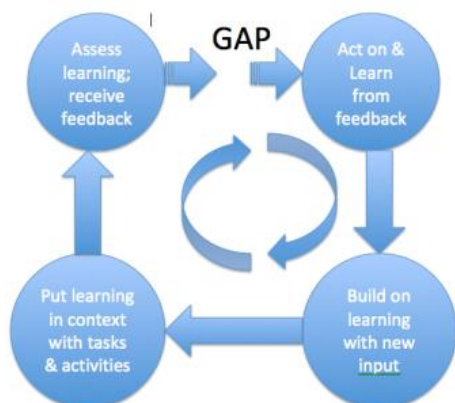 Assess
learning;
receive
feedback
GAP
Act on &
Learn
from
feedback
Build on
learning
with new
input
Put learning
in context
with tasks
& activities